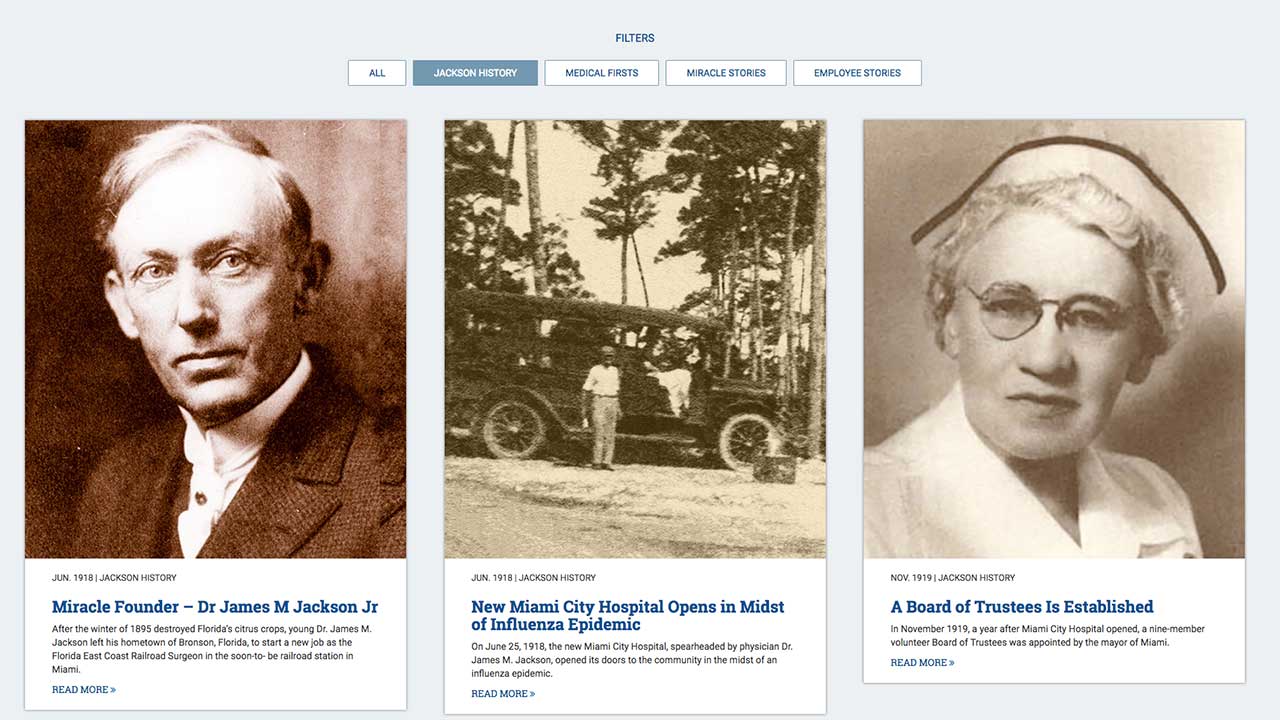 FILTERS
ALL
JACKSON HISTORY
MEDICAL FIRSTS
MIRACLE STORIES
EMPLOYEE STORIES
JUN. 1918 | JACKSON HISTORY
Miracle Founder – Dr James M Jackson Jr
After the winter of 1895 destroyed Florida's citrus crops, young Dr. James M.
Jackson left his hometown of Bronson, Florida, to start a new job as the
Florida East Coast Railroad Surgeon in the soon-to- be railroad station in
Miami.
READ MORE »
JUN. 1918 | JACKSON HISTORY
New Miami City Hospital Opens in Midst
of Influenza Epidemic
On June 25, 1918, the new Miami City Hospital, spearheaded by physician Dr.
James M. Jackson, opened its doors to the community in the midst of an
influenza epidemic.
READ MORE »
NOV. 1919 | JACKSON HISTORY
A Board of Trustees Is Established
In November 1919, a year after Miami City Hospital opened, a nine-member
volunteer Board of Trustees was appointed by the mayor of Miami.
READ MORE »